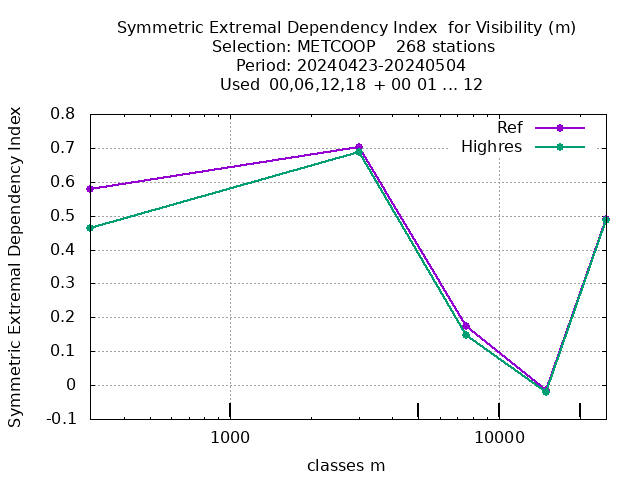 Symmetric Extremal Dependency Index  for Visibility (m)
Selection: METCOOP    268 stations
Period: 20240423-20240504
Used  00,06,12,18  + 00 01 ... 12
Ref
Highres
Symmetric Extremal Dependency Index
0.8
0.7
0.6
0.5
0.4
0.3
0.2
0.1
0
-0.1
1000
10000
classes m